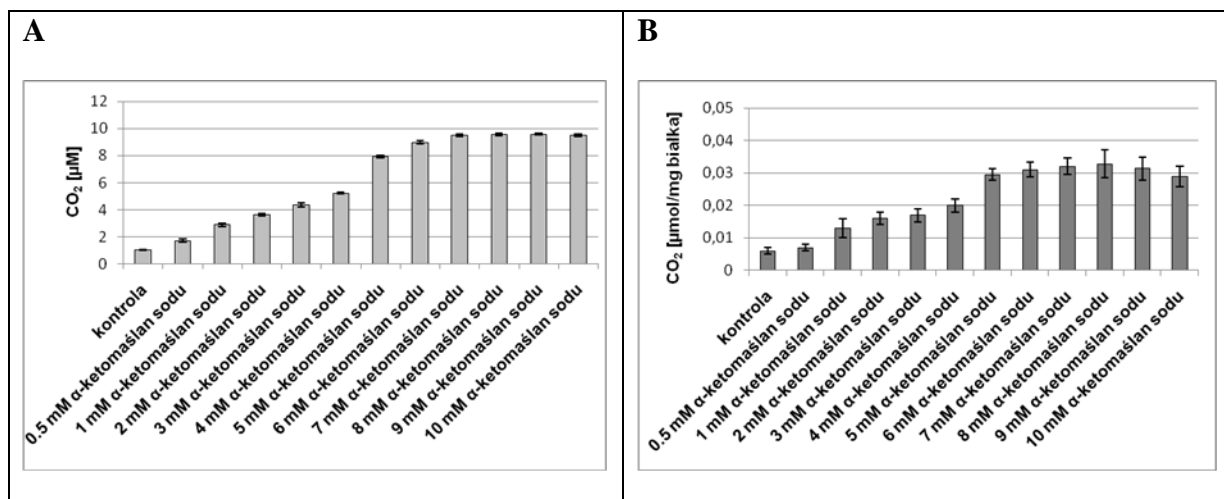 A
CO₂ [µM]
12
10
8
6
4
2
0
kontrola
0.5 mM α-ketomaślan sodu
1 mM α-ketomaślan sodu
2 mM α-ketomaślan sodu
3 mM α-ketomaślan sodu
4 mM α-ketomaślan sodu
5 mM α-ketomaślan sodu
6 mM α-ketomaślan sodu
7 mM α-ketomaślan sodu
8 mM α-ketomaślan sodu
9 mM α-ketomaślan sodu
10 mM α-ketomaślan sodu
B
CO₂ [µmol/mg białka]
0,05
0,04
0,03
0,02
0,01
0
kontrola
0.5 mM α-ketomaślan sodu
1 mM α-ketomaślan sodu
2 mM α-ketomaślan sodu
3 mM α-ketomaślan sodu
4 mM α-ketomaślan sodu
5 mM α-ketomaślan sodu
6 mM α-ketomaślan sodu
7 mM α-ketomaślan sodu
8 mM α-ketomaślan sodu
9 mM α-ketomaślan sodu
10 mM α-ketomaślan sodu